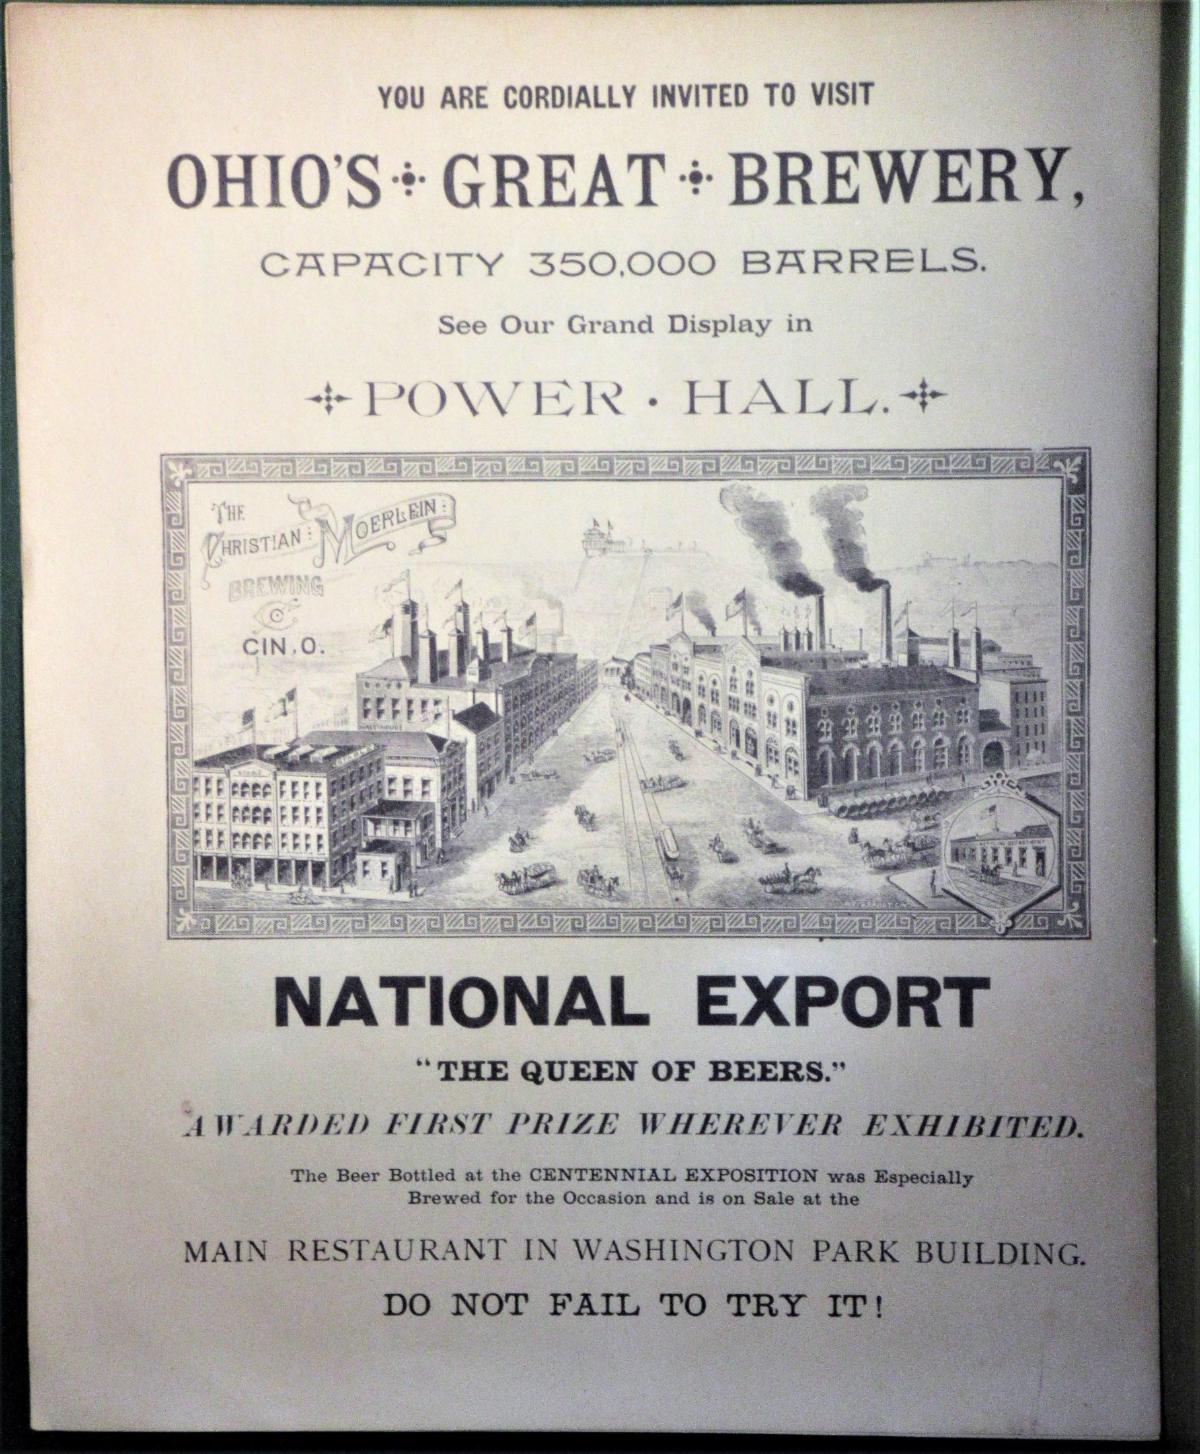 YOU ARE CORDIALLY INVITED TO VISIT
OHIO'S GREAT BREWERY,
CAPACITY 350,000 BARRELS.
See Our Grand Display in
POWER · HALL.
THE
CHRISTIAN MOERLEIN
BREWING
Co
CIN. O.
NATIONAL EXPORT
"THE QUEEN OF BEERS."
AWARDED FIRST PRIZE WHEREVER EXHIBITED.
The Beer Bottled at the CENTENNIAL EXPOSITION was Especially
Brewed for the Occasion and is on Sale at the
MAIN RESTAURANT IN WASHINGTON PARK BUILDING.
DO NOT FAIL TO TRY IT!